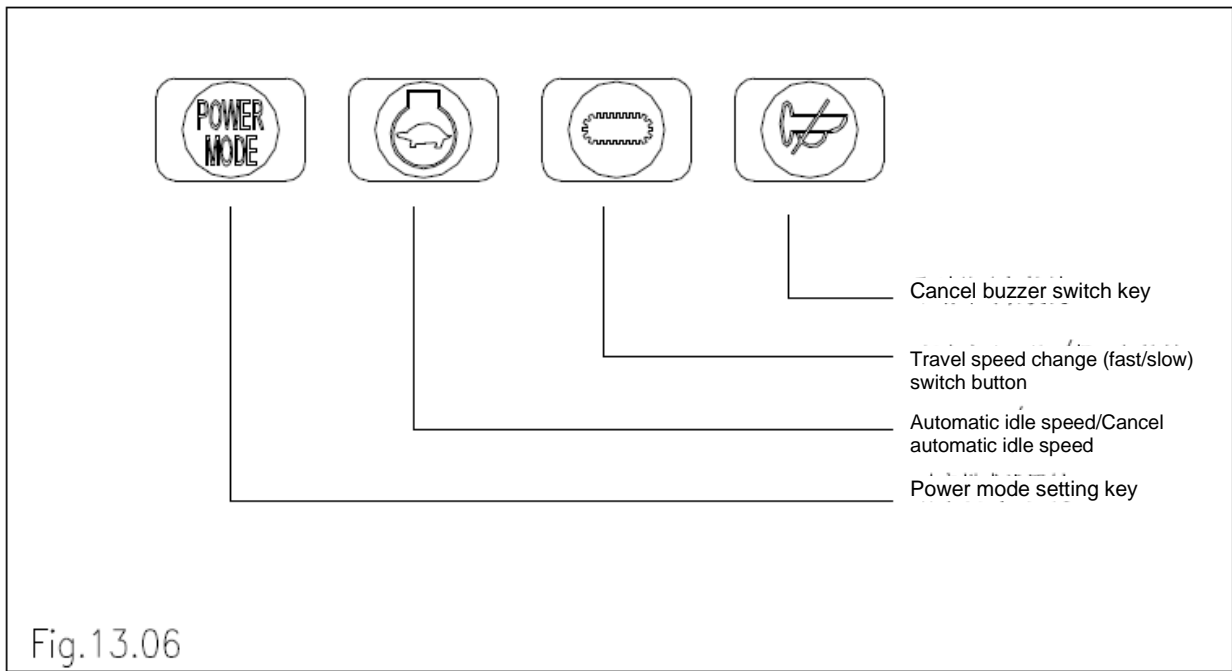 POWER
MODE
Cancel buzzer switch key
Travel speed change (fast/slow)
switch button
Automatic idle speed/Cancel
automatic idle speed
Power mode setting key
Fig.13.06